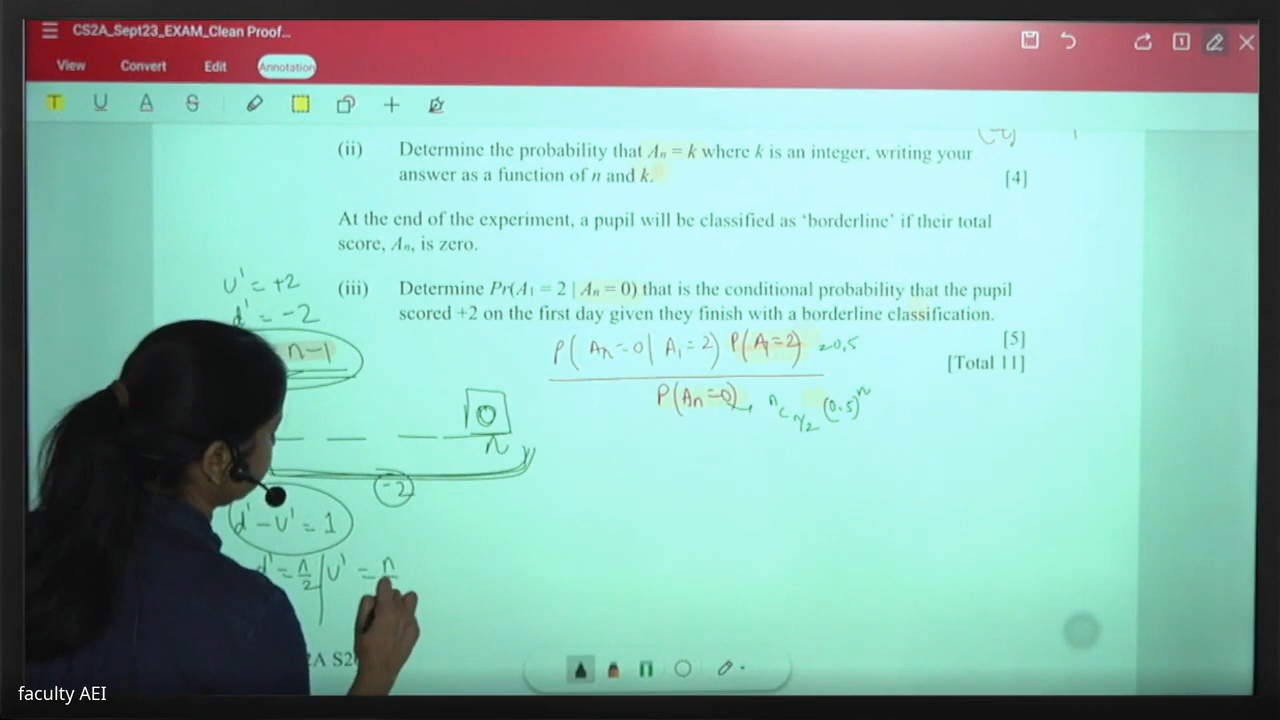 CS2A_Sept23_EXAM_Clean Proof...
View Convert Edit Annotation
(ii) Determine the probability that Aₙ = k where k is an integer, writing your
answer as a function of n and k. [4]
At the end of the experiment, a pupil will be classified as ‘borderline’ if their total
score, Aₙ, is zero.
u' = +2
d' = -2
(iii) Determine Pr(A₁ = 2 | Aₙ = 0) that is the conditional probability that the pupil
scored +2 on the first day given they finish with a borderline classification.
[5]
[Total 11]
n-1
P(An=0| A₁=2) P(A₁=2) = 0.5
P(An=0) → ⁿC n/2 (0.5)ⁿ
0
n
-2
d' - u' = 1
d' = n/2 | u' = n
faculty AEI